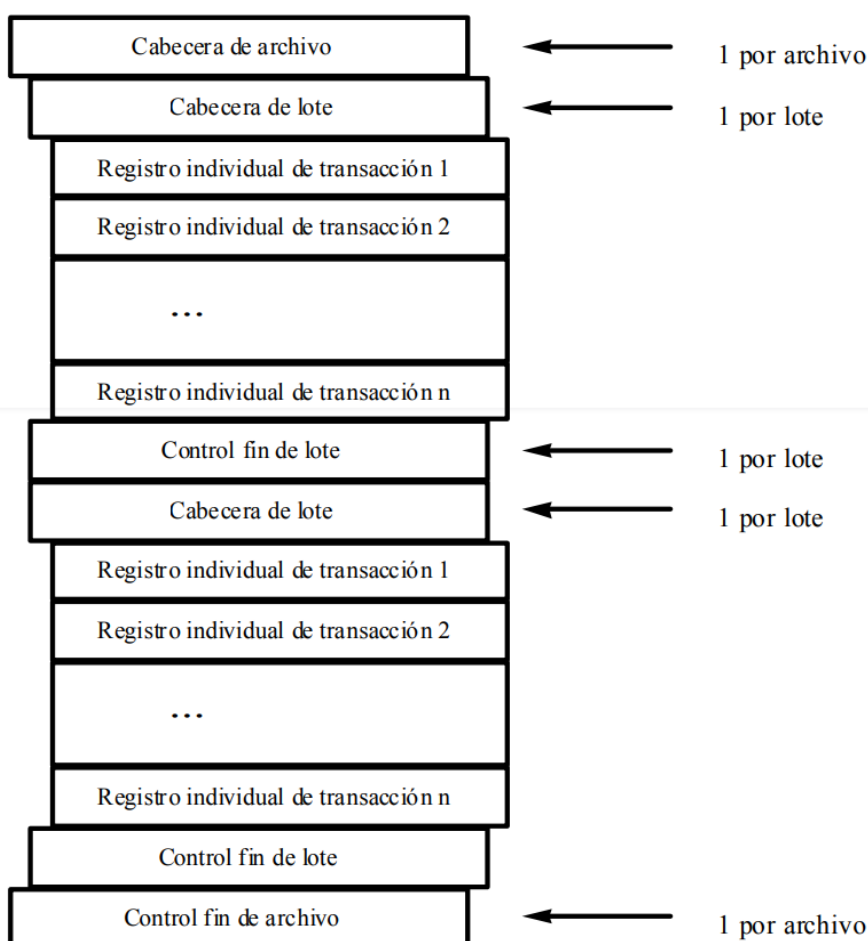 Cabecera de archivo
1 por archivo
Cabecera de lote
1 por lote
Registro individual de transacción 1
Registro individual de transacción 2
...
Registro individual de transacción n
Control fin de lote
1 por lote
Cabecera de lote
1 por lote
Registro individual de transacción 1
Registro individual de transacción 2
...
Registro individual de transacción n
Control fin de lote
Control fin de archivo
1 por archivo